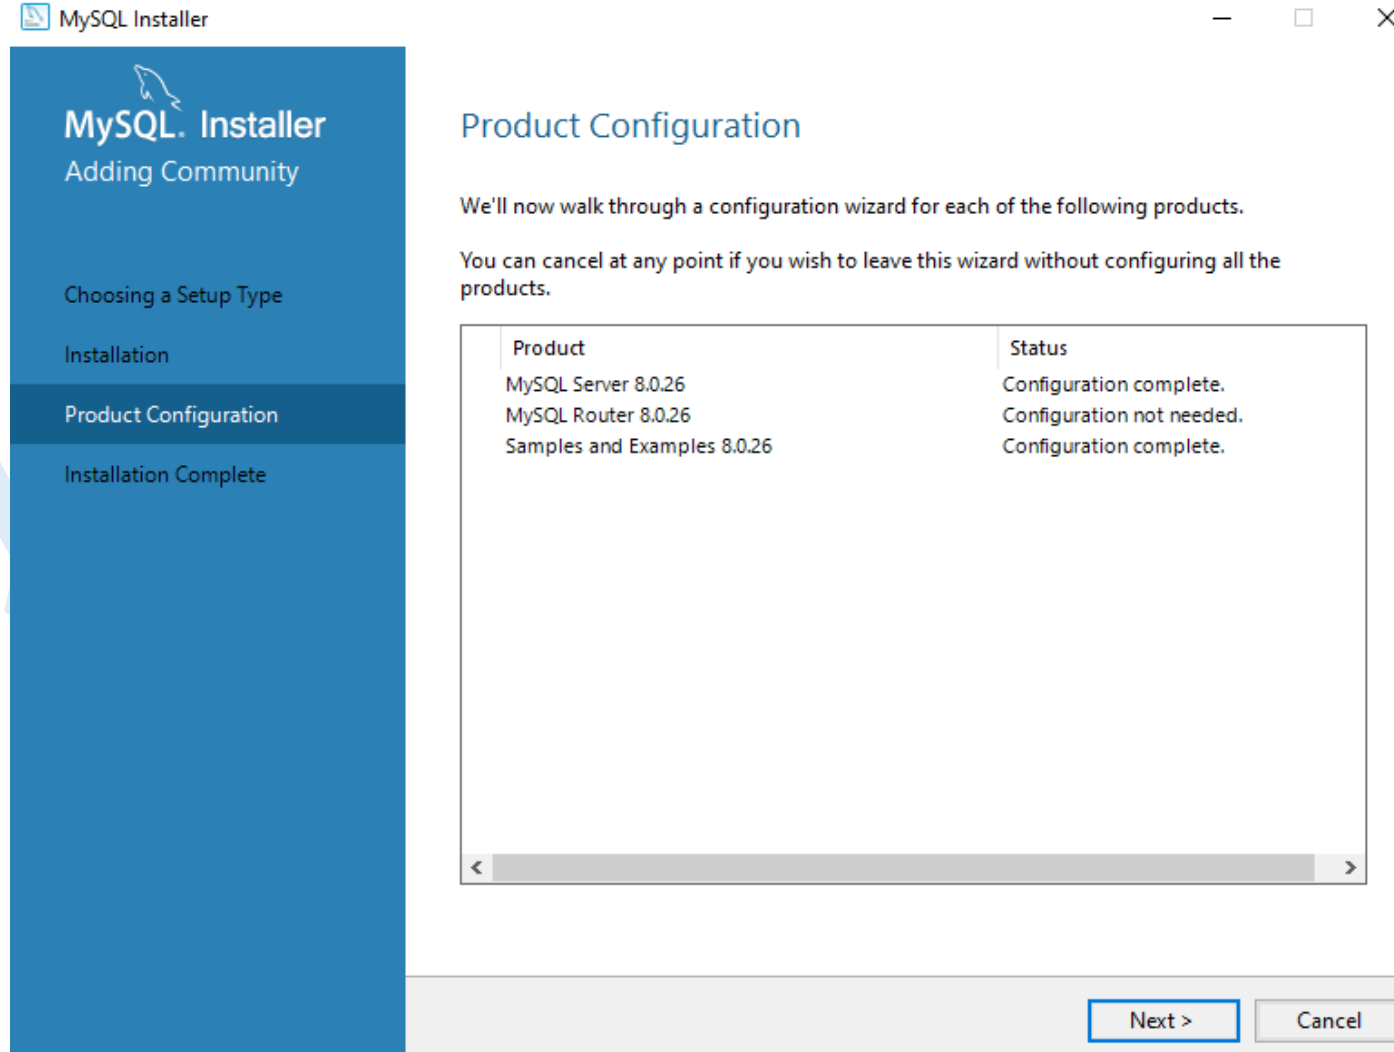 MySQL Installer
MySQL. Installer
Adding Community
Choosing a Setup Type
Installation
Product Configuration
Installation Complete
Product Configuration
We'll now walk through a configuration wizard for each of the following products.
You can cancel at any point if you wish to leave this wizard without configuring all the
products.
Product Status
MySQL Server 8.0.26 Configuration complete.
MySQL Router 8.0.26 Configuration not needed.
Samples and Examples 8.0.26 Configuration complete.
Next > Cancel